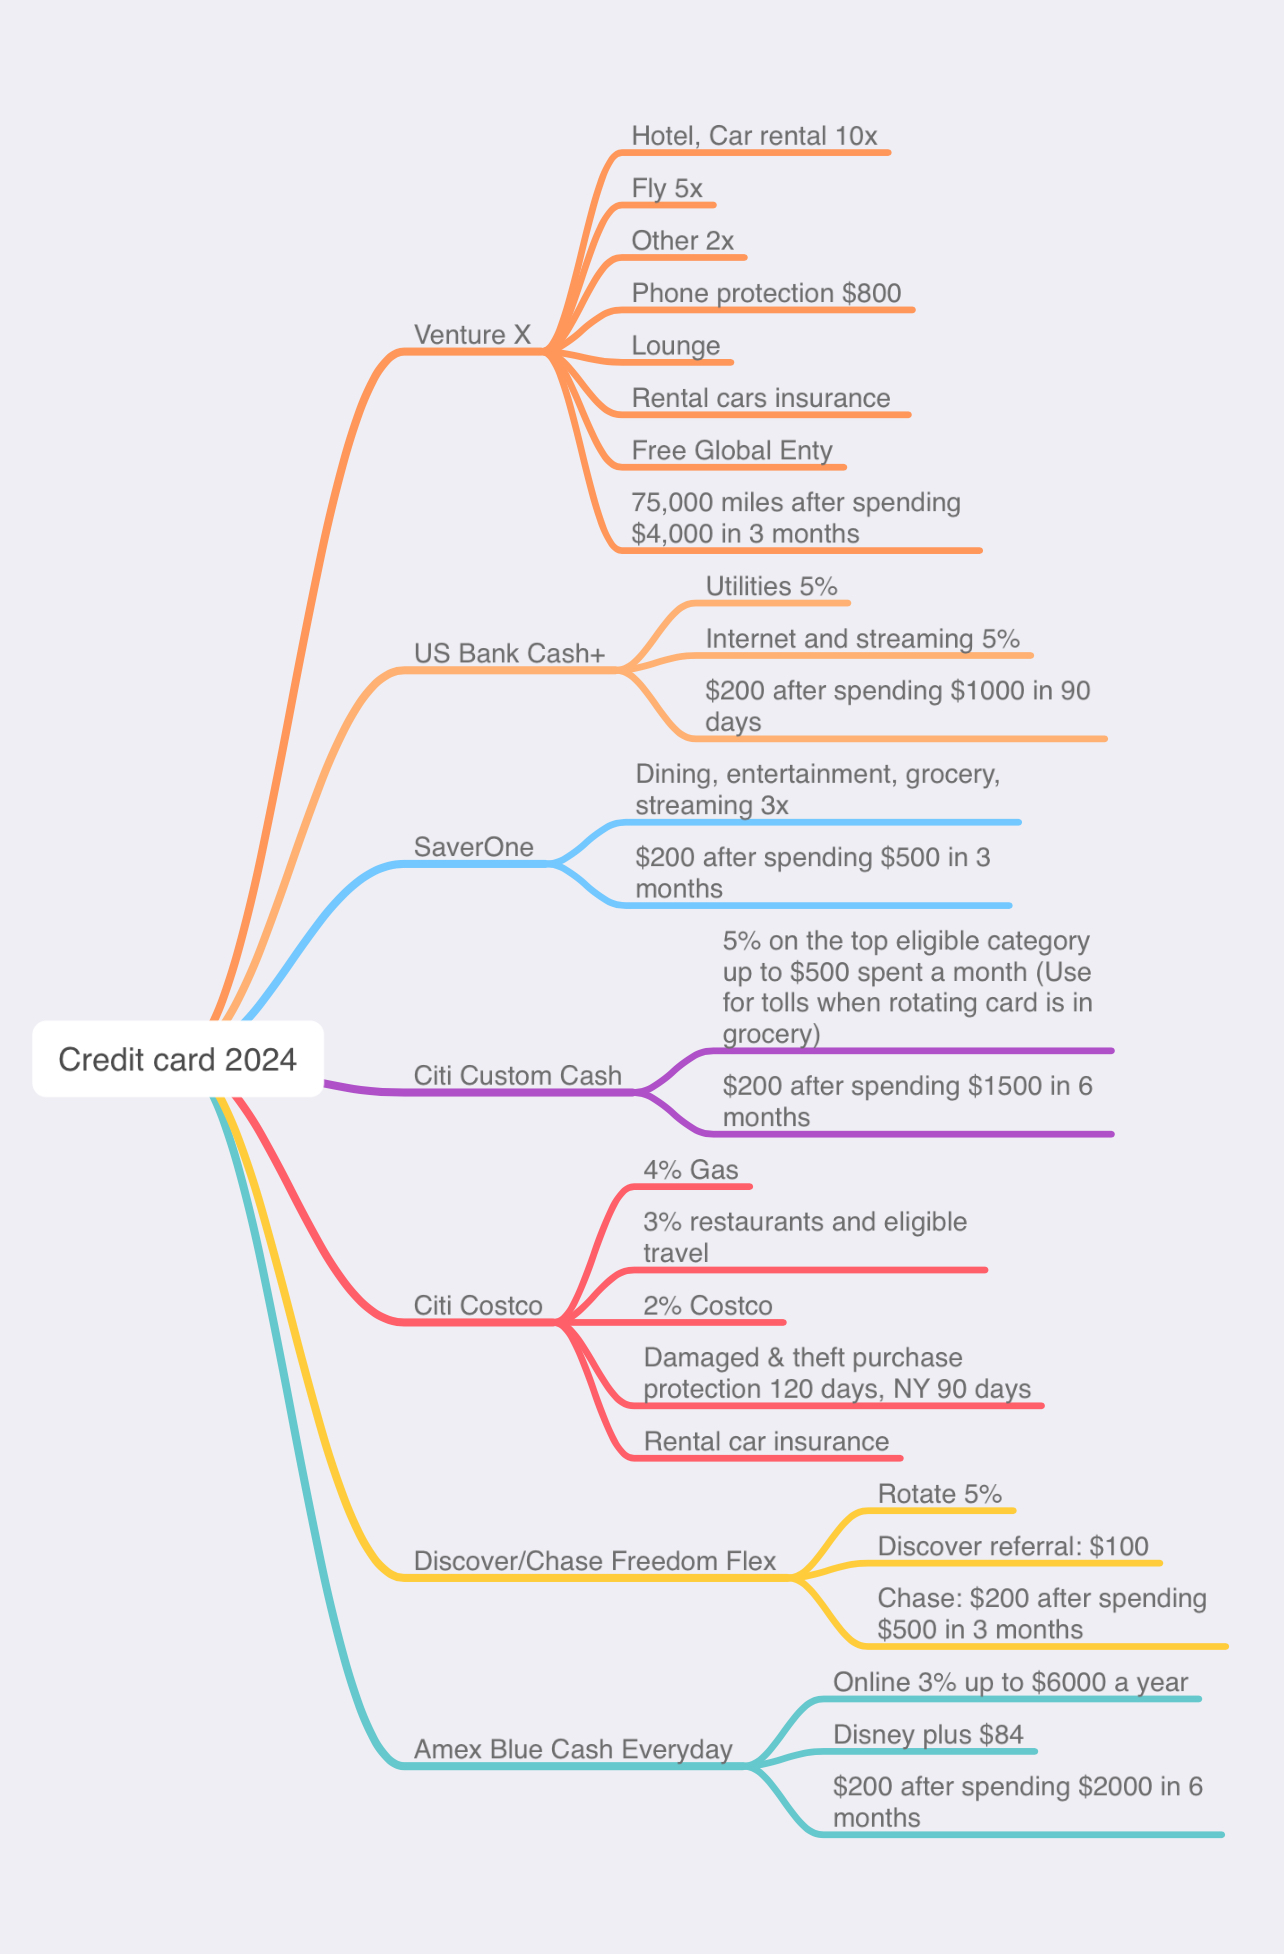 Credit card 2024
Venture X
Hotel, Car rental 10x
Fly 5x
Other 2x
Phone protection $800
Lounge
Rental cars insurance
Free Global Enty
75,000 miles after spending
$4,000 in 3 months
US Bank Cash+
Utilities 5%
Internet and streaming 5%
$200 after spending $1000 in 90
days
SaverOne
Dining, entertainment, grocery,
streaming 3x
$200 after spending $500 in 3
months
Citi Custom Cash
5% on the top eligible category
up to $500 spent a month (Use
for tolls when rotating card is in
grocery)
$200 after spending $1500 in 6
months
Citi Costco
4% Gas
3% restaurants and eligible
travel
2% Costco
Damaged & theft purchase
protection 120 days, NY 90 days
Rental car insurance
Discover/Chase Freedom Flex
Rotate 5%
Discover referral: $100
Chase: $200 after spending
$500 in 3 months
Amex Blue Cash Everyday
Online 3% up to $6000 a year
Disney plus $84
$200 after spending $2000 in 6
months